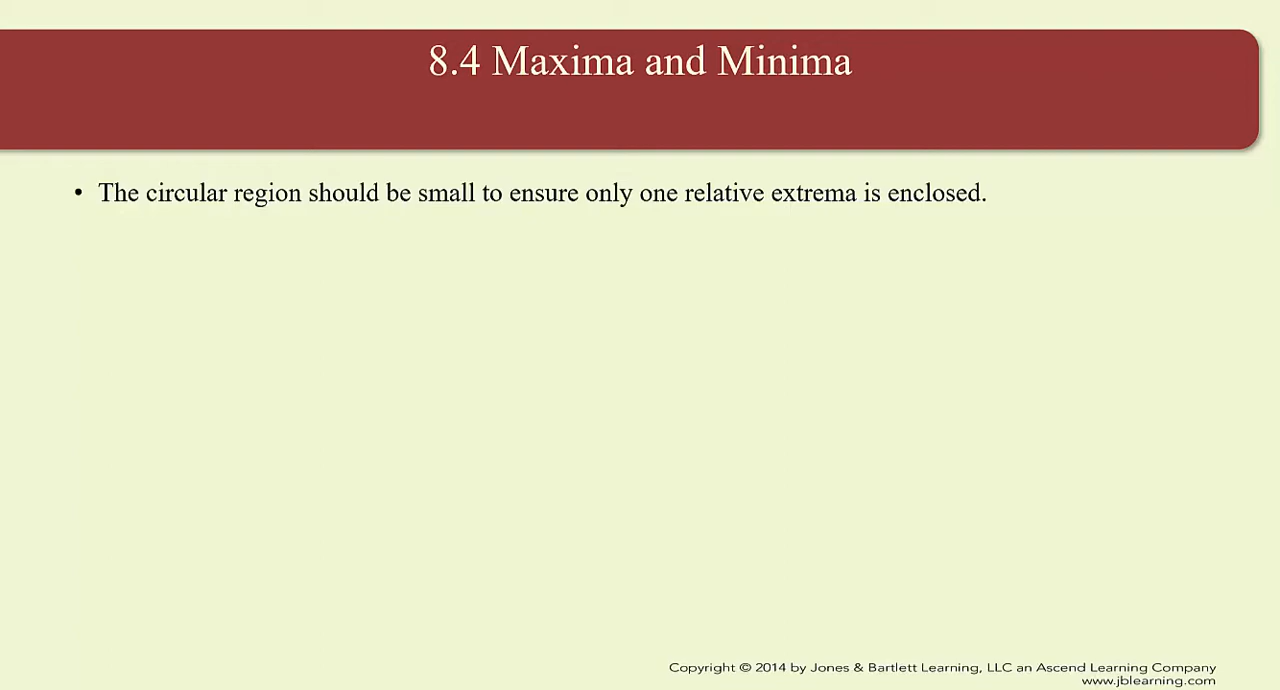 8.4 Maxima and Minima
• The circular region should be small to ensure only one relative extrema is enclosed.
Copyright © 2014 by Jones & Bartlett Learning, LLC an Ascend Learning Company
www.jblearning.com